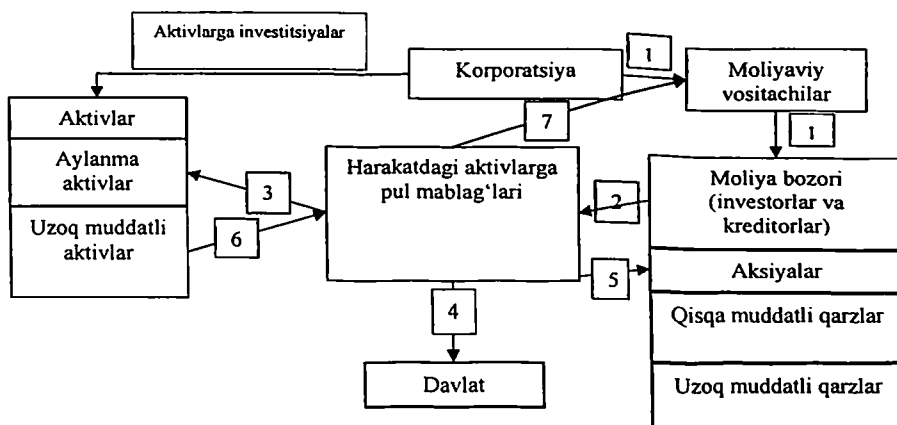 Aktivlarga investitsiyalar
Korporatsiya
1
Moliyaviy
vositachilar
Aktivlar
7
1
Aylanma
aktivlar
3
Harakatdagi aktivlarga
pul mablag‘lari
2
Moliya bozori
(investorlar va
kreditorlar)
Uzoq muddatli
aktivlar
6
5
Aksiyalar
4
Qisqa muddatli qarzlar
Davlat
Uzoq muddatli qarzlar